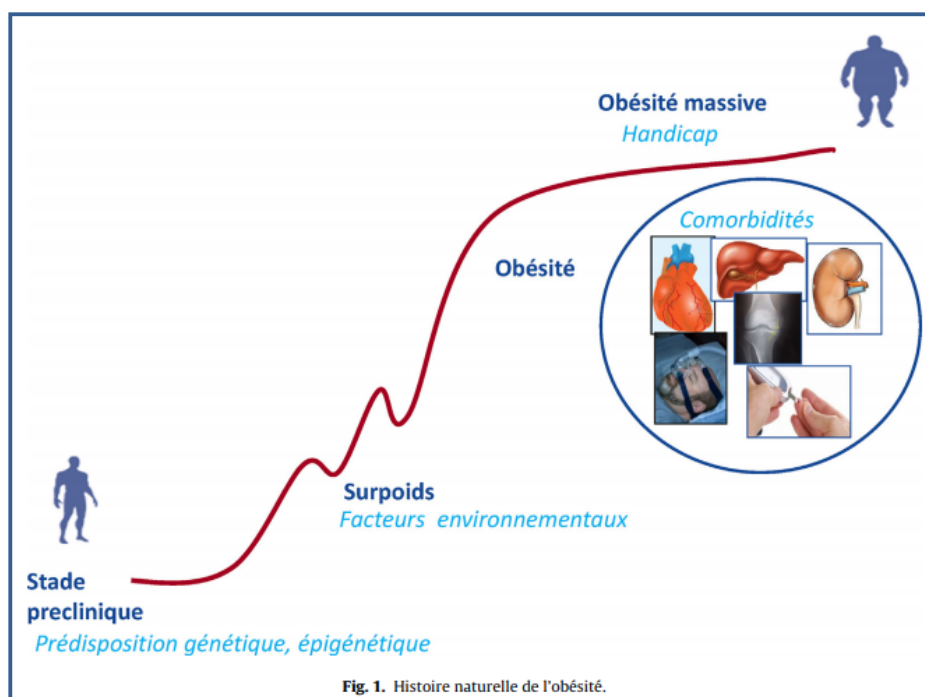 Obésité massive
Handicap
Comorbidités
Obésité
Surpoids
Facteurs environnementaux
Stade
preclinique
Prédisposition génétique, épigénétique
Fig. 1. Histoire naturelle de l'obésité.